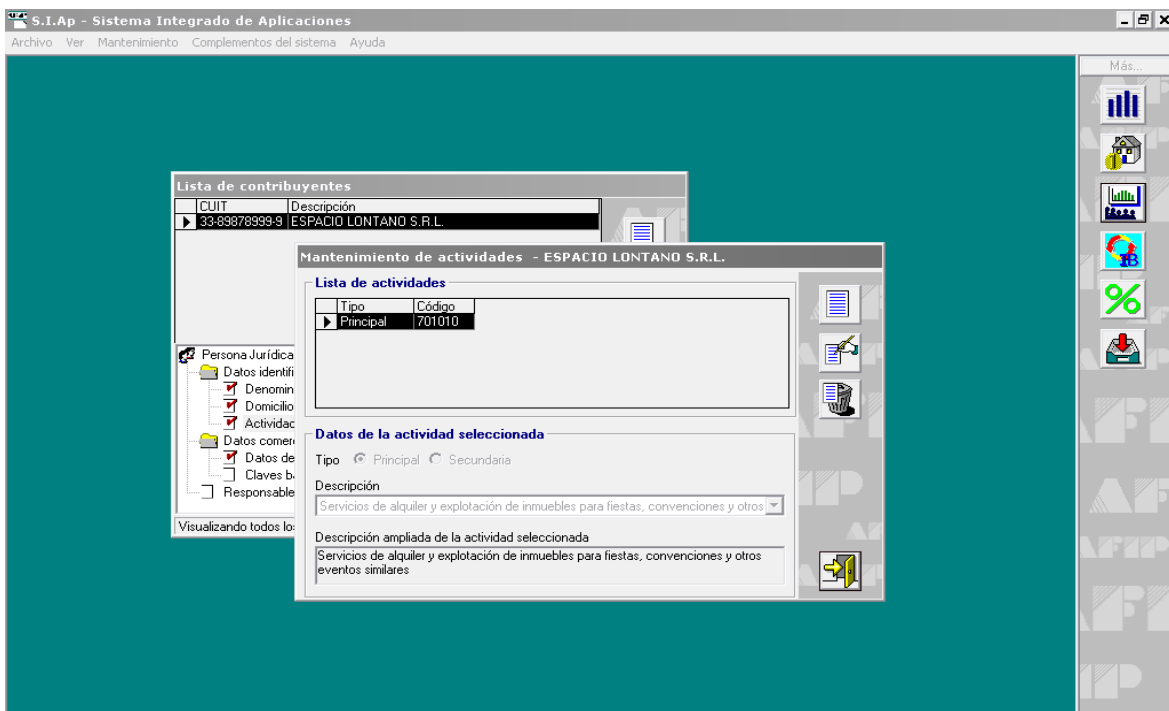 S.I.Ap - Sistema Integrado de Aplicaciones
Archivo Ver Mantenimiento Complementos del sistema Ayuda
Más...
Lista de contribuyentes
CUIT Descripción
33-89878999-9 ESPACIO LONTANO S.R.L.
Mantenimiento de actividades - ESPACIO LONTANO S.R.L.
Lista de actividades
Tipo Código
Principal 701010
Persona Jurídica
Datos identifi
Denomin
Domicilio
Actividad
Datos comer
Datos de
Claves b
Responsable
Visualizando todos lo
Datos de la actividad seleccionada
Tipo Principal Secundaria
Descripción
Servicios de alquiler y explotación de inmuebles para fiestas, convenciones y otros
Descripción ampliada de la actividad seleccionada
Servicios de alquiler y explotación de inmuebles para fiestas, convenciones y otros
eventos similares
IB
%
AFIP